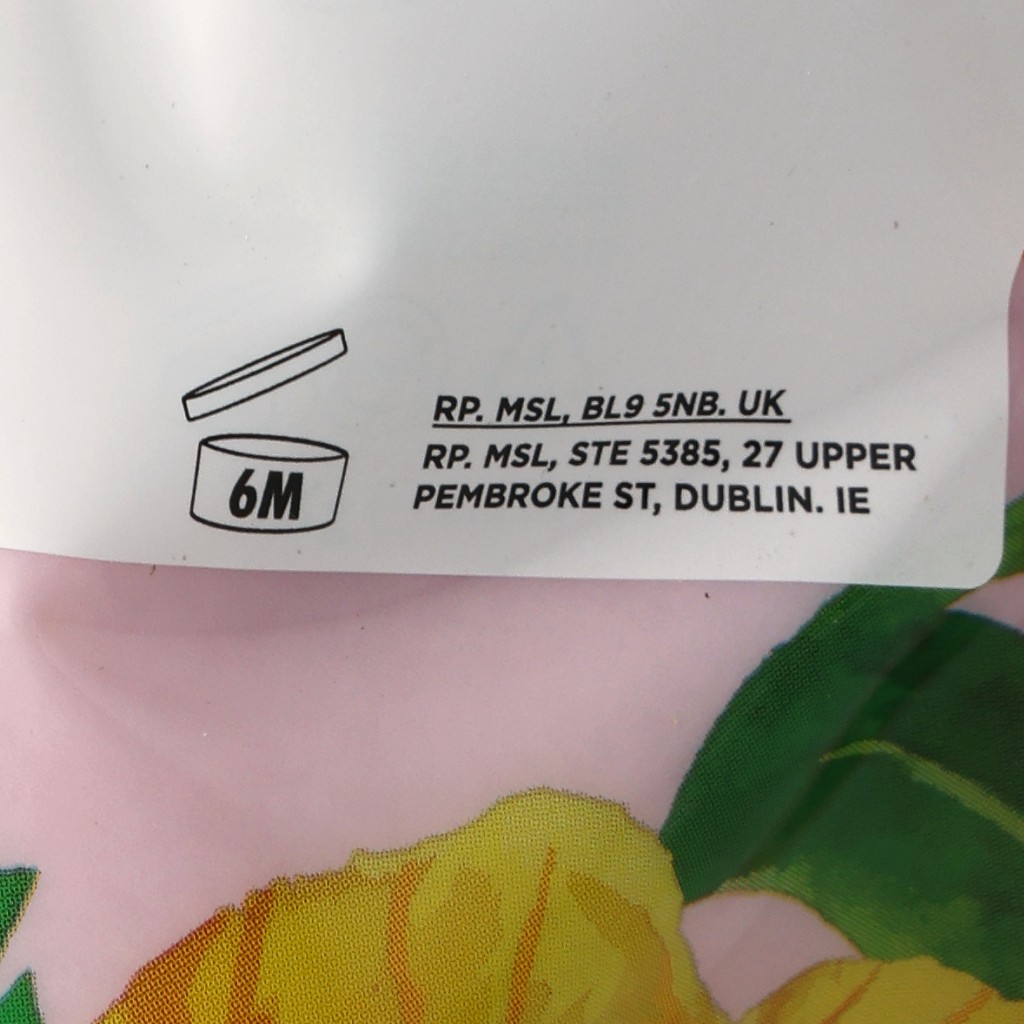 6M
RP. MSL, BL9 5NB. UK
RP. MSL, STE 5385, 27 UPPER
PEMBROKE ST, DUBLIN. IE